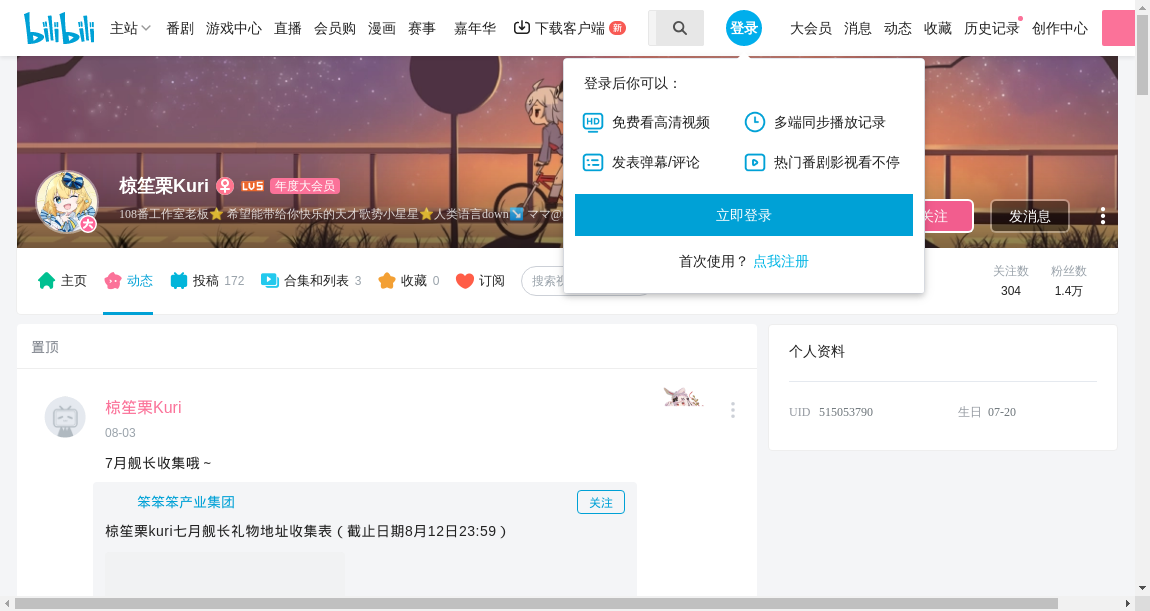 bilibili 主站 番剧 游戏中心 直播 会员购 漫画 赛事 嘉年华 下载客户端 新 登录 大会员 消息 动态 收藏 历史记录 创作中心
登录后你可以：
HD 免费看高清视频 多端同步播放记录
发表弹幕/评论 热门番剧影视看不停
立即登录
首次使用？ 点我注册
椋笙栗Kuri LV5 年度大会员
大 108番工作室老板⭐ 希望能带给你快乐的天才歌势小星星⭐人类语言down↘ ママ@
关注 发消息
主页 动态 投稿 172 合集和列表 3 收藏 0 订阅 搜索视
关注数 粉丝数
304 1.4万
置顶
椋笙栗Kuri
08-03
7月舰长收集哦～
笨笨笨产业集团 关注
椋笙栗kuri七月舰长礼物地址收集表（截止日期8月12日23:59）
个人资料
UID 515053790 生日 07-20